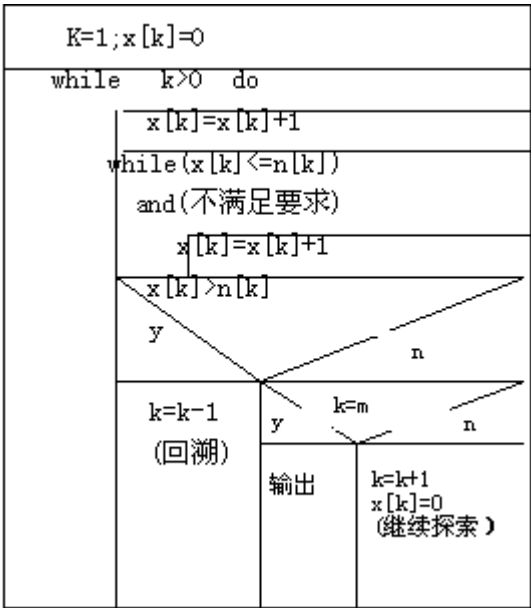 K=1;x[k]=0
while k>0 do
x[k]=x[k]+1
while(x[k]<=n[k])
and(不满足要求)
x[k]=x[k]+1
x[k]>n[k]
y
n
k=k-1
(回溯)
k=m
y
n
输出
k=k+1
x[k]=0
(继续探索)